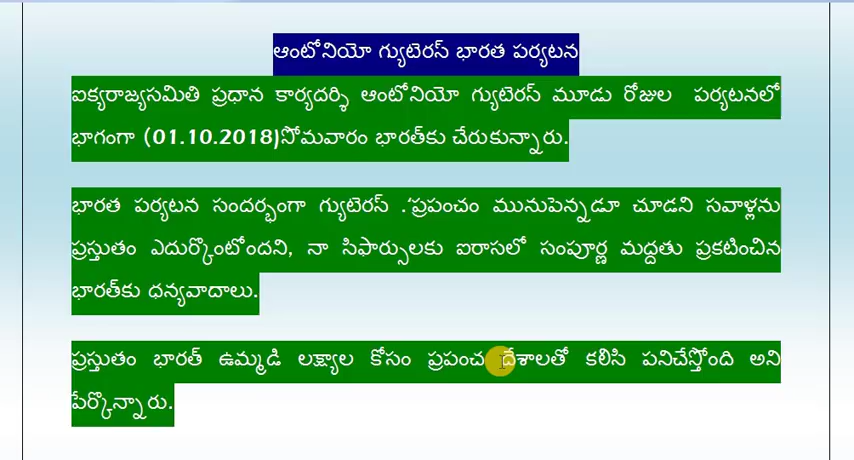 ఆంటోనియో గ్యుటెరస్ భారత పర్యటన
ఐక్యరాజ్యసమితి ప్రధాన కార్యదర్శి ఆంటోనియో గ్యుటెరస్ మూడు రోజుల పర్యటనలో
భాగంగా (01.10.2018)సోమవారం భారత్‌కు చేరుకున్నారు.
భారత పర్యటన సందర్భంగా గ్యుటెరస్ .‘ప్రపంచం మునుపెన్నడూ చూడని సవాళ్లను
ప్రస్తుతం ఎదుర్కొంటోందని, నా సిఫార్సులకు ఐరాసలో సంపూర్ణ మద్దతు ప్రకటించిన
భారత్‌కు ధన్యవాదాలు.
ప్రస్తుతం భారత్ ఉమ్మడి లక్ష్యాల కోసం ప్రపంచ దేశాలతో కలిసి పనిచేస్తోంది అని
పేర్కొన్నారు.